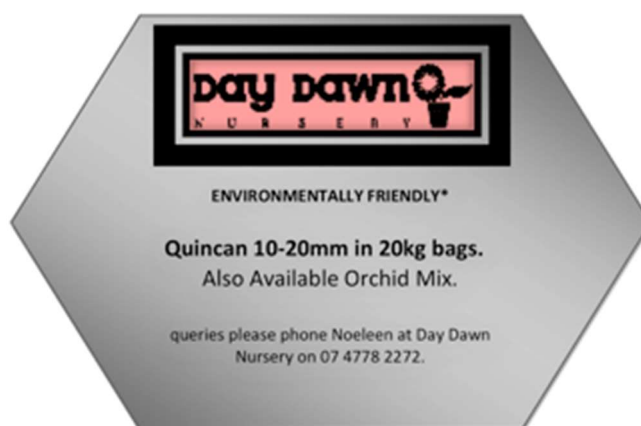 Day Dawn
NURSERY
ENVIRONMENTALLY FRIENDLY*
Quincan 10-20mm in 20kg bags.
Also Available Orchid Mix.
queries please phone Noeleen at Day Dawn
Nursery on 07 4778 2272.